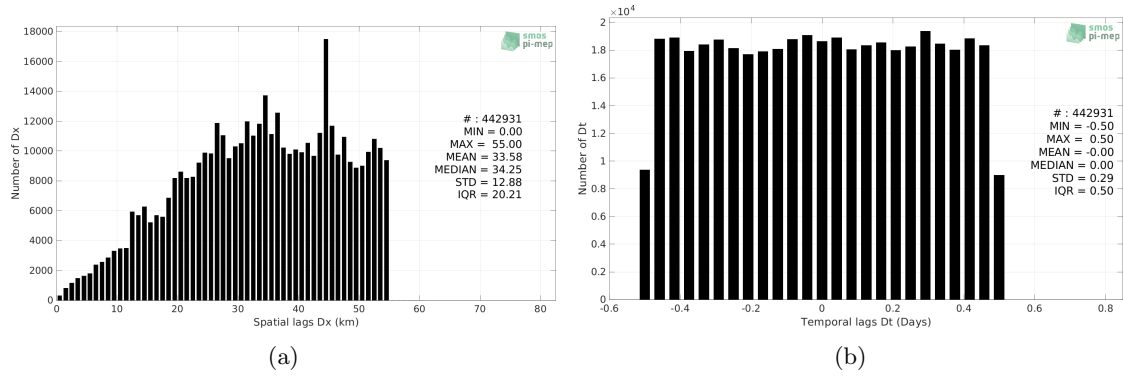 18000
16000
14000
12000
10000
8000
6000
4000
2000
0
Number of Dx
smos
pi-mep
# : 442931
MIN = 0.00
MAX = 55.00
MEAN = 33.58
MEDIAN = 34.25
STD = 12.88
IQR = 20.21
0 10 20 30 40 50 60 70 80
Spatial lags Dx (km)
(a)
×10⁴
2
1.8
1.6
1.4
1.2
1
0.8
0.6
0.4
0.2
0
Number of Dt
smos
pi-mep
# : 442931
MIN = -0.50
MAX = 0.50
MEAN = -0.00
MEDIAN = 0.00
STD = 0.29
IQR = 0.50
-0.6 -0.4 -0.2 0 0.2 0.4 0.6 0.8
Temporal lags Dt (Days)
(b)